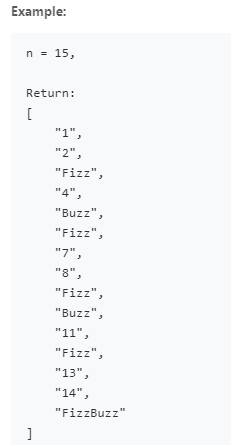 Example:
n = 15,
Return:
[
    "1",
    "2",
    "Fizz",
    "4",
    "Buzz",
    "Fizz",
    "7",
    "8",
    "Fizz",
    "Buzz",
    "11",
    "Fizz",
    "13",
    "14",
    "FizzBuzz"
]